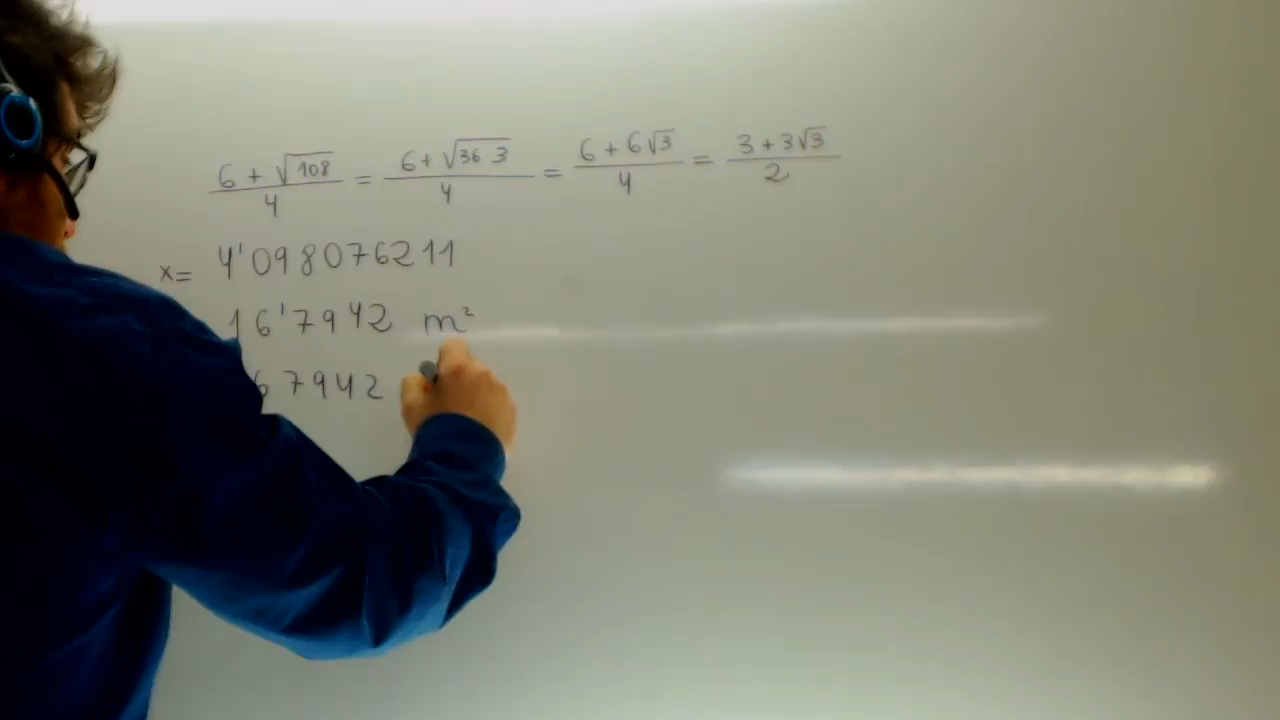 6 + √108 / 4 = 6 + √36 3 / 4 = 6 + 6√3 / 4 = 3 + 3√3 / 2
x = 4'098076211
16'7942 m²
67942